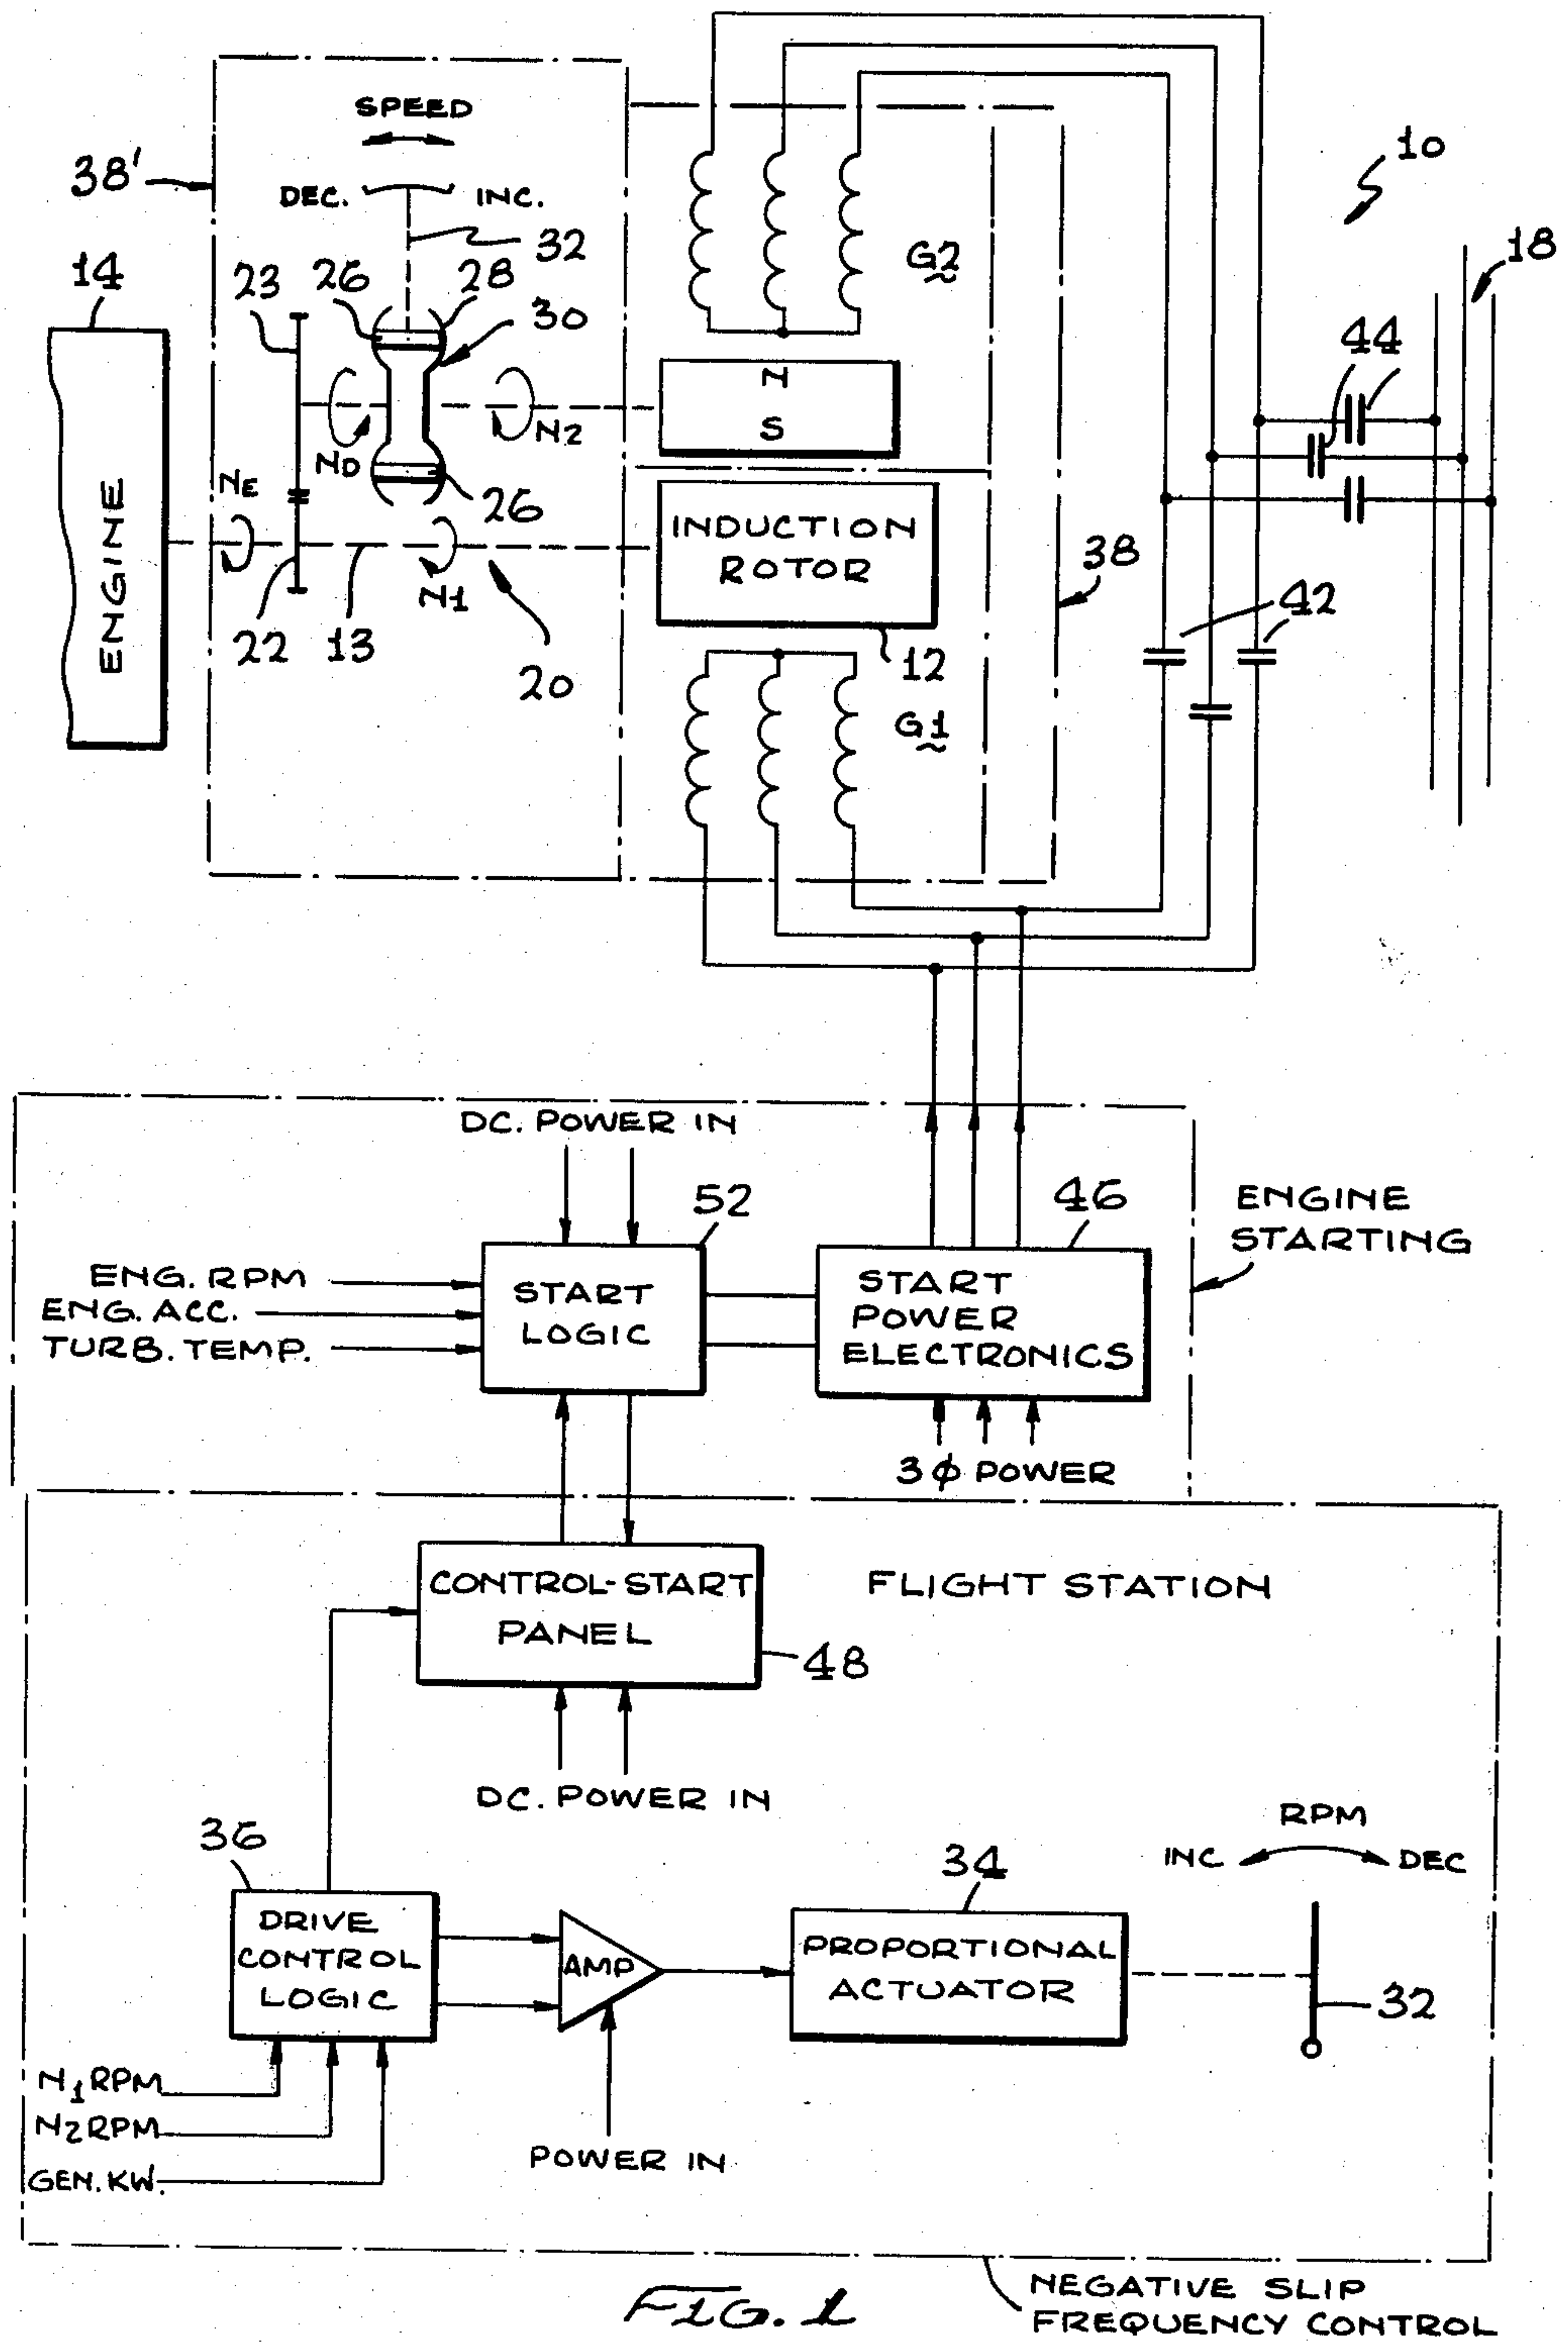 10
SPEED
38'
DEC.
INC.
32
18
14
23
26
28
30
G2
44
N
S
ND
N2
NE
26
ENGINE
INDUCTION
ROTOR
38
22
13
N1
20
12
42
G1
DC. POWER IN
52
46
ENGINE
STARTING
ENG. RPM
ENG. ACC.
TURB. TEMP.
START
LOGIC
START
POWER
ELECTRONICS
3φ POWER
CONTROL-START
PANEL
FLIGHT STATION
48
DC. POWER IN
36
34
RPM
INC
DEC
DRIVE
CONTROL
LOGIC
AMP
PROPORTIONAL
ACTUATOR
32
N1 RPM
N2 RPM
GEN. KW.
POWER IN
NEGATIVE SLIP
FREQUENCY CONTROL
FIG. 1